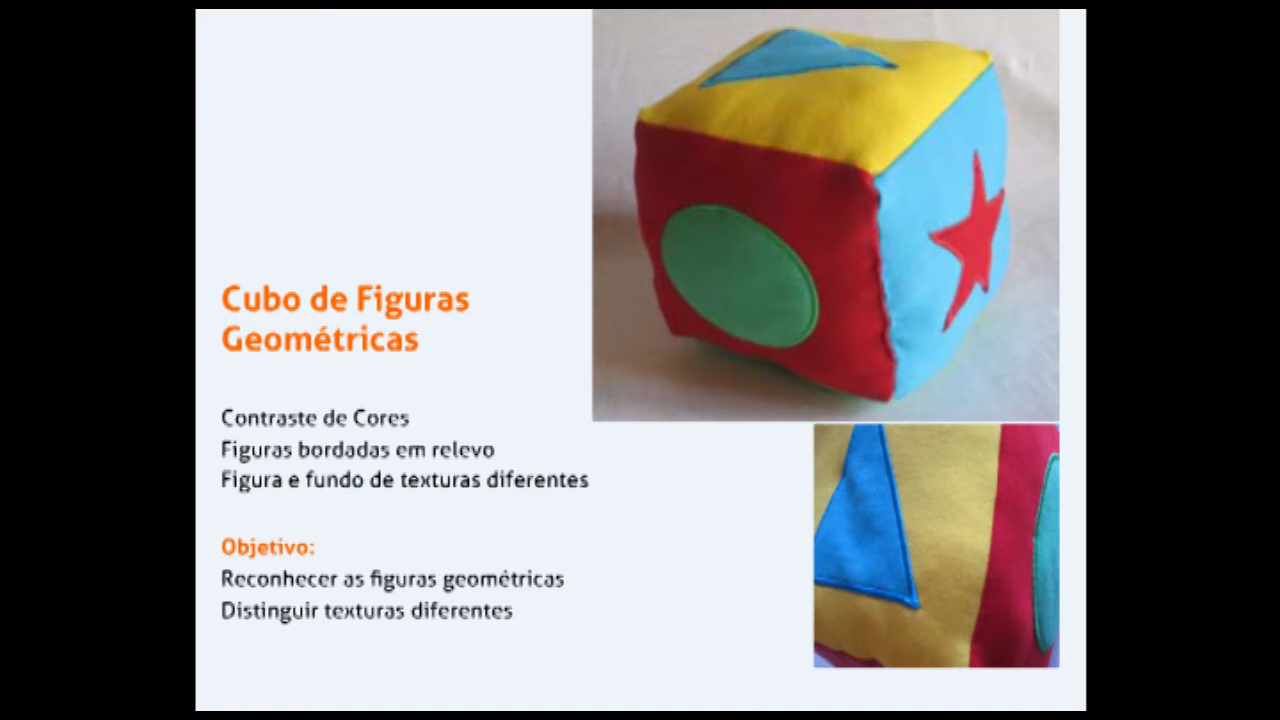 Cubo de Figuras
Geométricas
Contraste de Cores
Figuras bordadas em relevo
Figura e fundo de texturas diferentes
Objetivo:
Reconhecer as figuras geométricas
Distinguir texturas diferentes